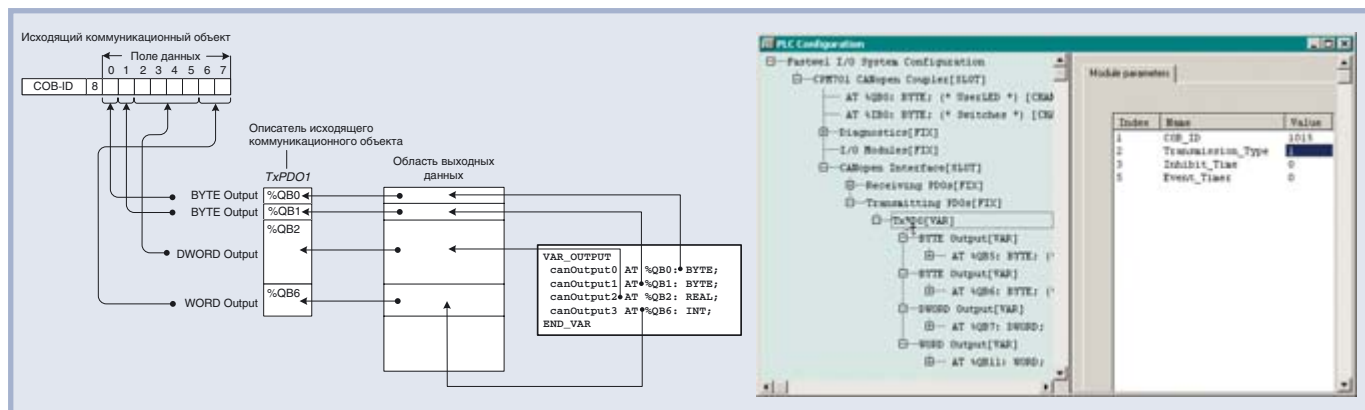 Исходящий коммуникационный объект
Поле данных
0 1 2 3 4 5 6 7
COB-ID 8
Описатель исходящего
коммуникационного объекта
TxPDO1
Область выходных
данных
BYTE Output %QB0
BYTE Output %QB1
%QB2
DWORD Output
%QB6
WORD Output
VAR_OUTPUT
canOutput0 AT %QB0: BYTE;
canOutput1 AT %QB1: BYTE;
canOutput2 AT %QB2: REAL;
canOutput3 AT %QB6: INT;
END_VAR
PLC Configuration
Fastwel I/O System Configuration
CPM701 CANopen Coupler[SLOT]
AT %QB0: BYTE; (* UserLED *) [CHAN
AT %IB0: BYTE; (* Switches *) [CHA
Diagnostics[FIX]
I/O Modules[FIX]
CANopen Interface[SLOT]
Receiving PDOs[FIX]
Transmitting PDOs[FIX]
TxPDO[VAR]
BYTE Output[VAR]
AT %QB5: BYTE; (*
BYTE Output[VAR]
AT %QB6: BYTE; (*
DWORD Output[VAR]
AT %QB7: DWORD;
WORD Output[VAR]
AT %QB11: WORD;
Module parameters
Index Name Value
1 COB_ID 1015
2 Transmission_Type 1
3 Inhibit_Time 0
5 Event_Timer 0